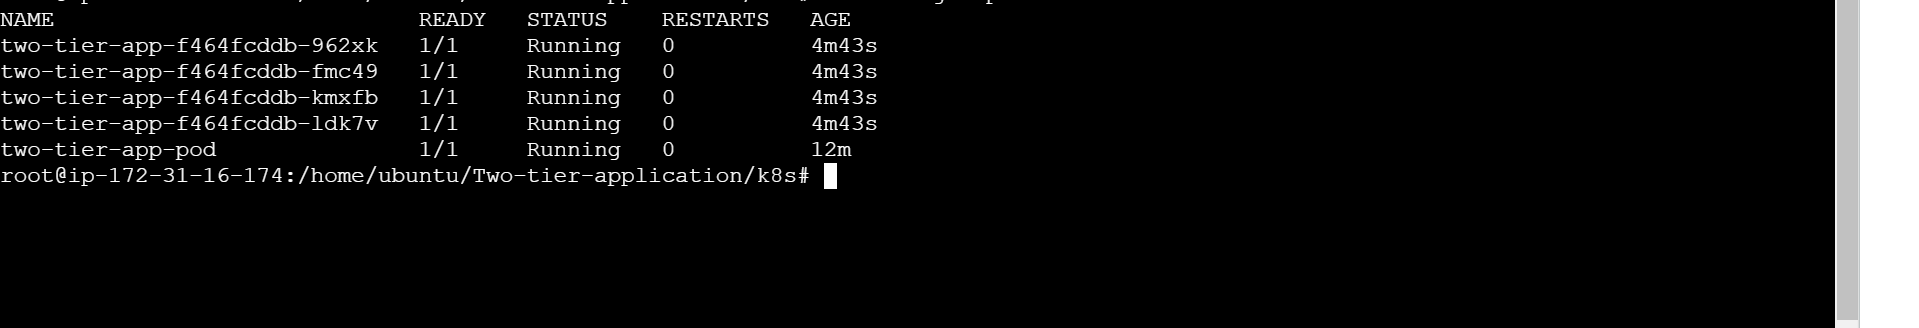 NAME READY STATUS RESTARTS AGE
two-tier-app-f464fcddb-962xk 1/1 Running 0 4m43s
two-tier-app-f464fcddb-fmc49 1/1 Running 0 4m43s
two-tier-app-f464fcddb-kmxfb 1/1 Running 0 4m43s
two-tier-app-f464fcddb-ldk7v 1/1 Running 0 4m43s
two-tier-app-pod 1/1 Running 0 12m
root@ip-172-31-16-174:/home/ubuntu/Two-tier-application/k8s#